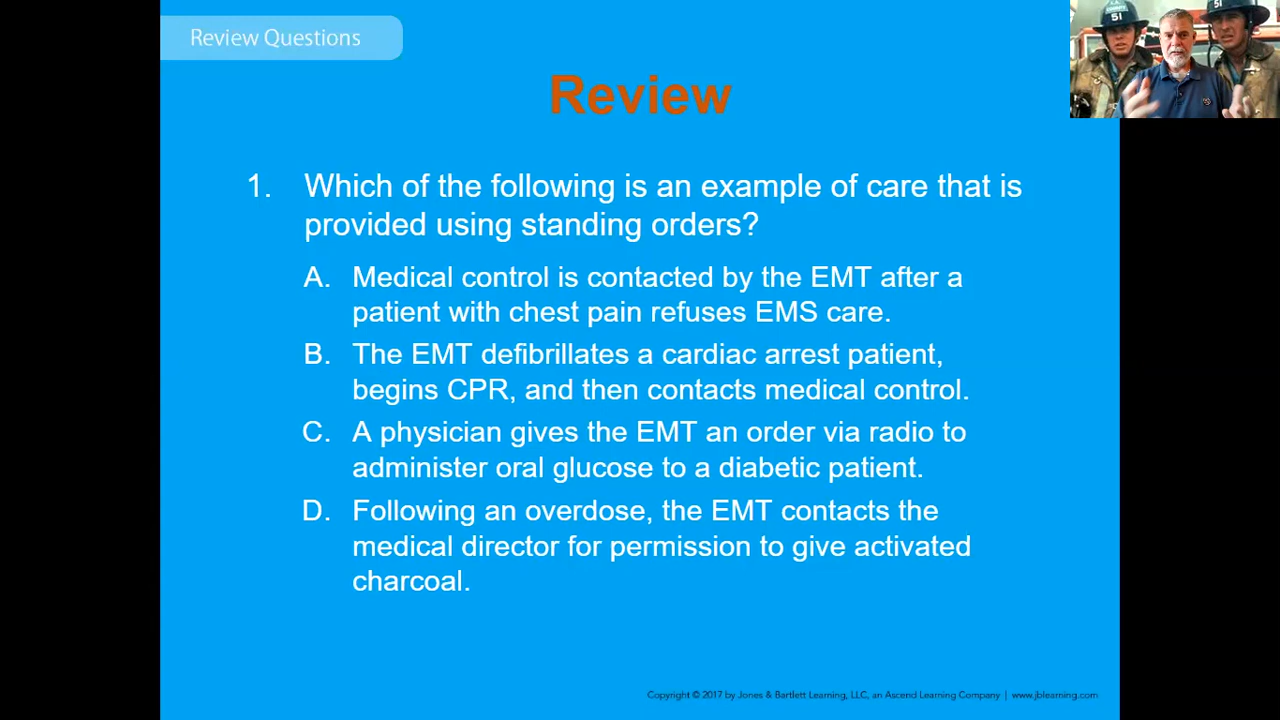 Review Questions
51
51
Review
1. Which of the following is an example of care that is
provided using standing orders?
A. Medical control is contacted by the EMT after a
patient with chest pain refuses EMS care.
B. The EMT defibrillates a cardiac arrest patient,
begins CPR, and then contacts medical control.
C. A physician gives the EMT an order via radio to
administer oral glucose to a diabetic patient.
D. Following an overdose, the EMT contacts the
medical director for permission to give activated
charcoal.
Copyright © 2017 by Jones & Bartlett Learning, LLC, an Ascend Learning Company | www.jblearning.com